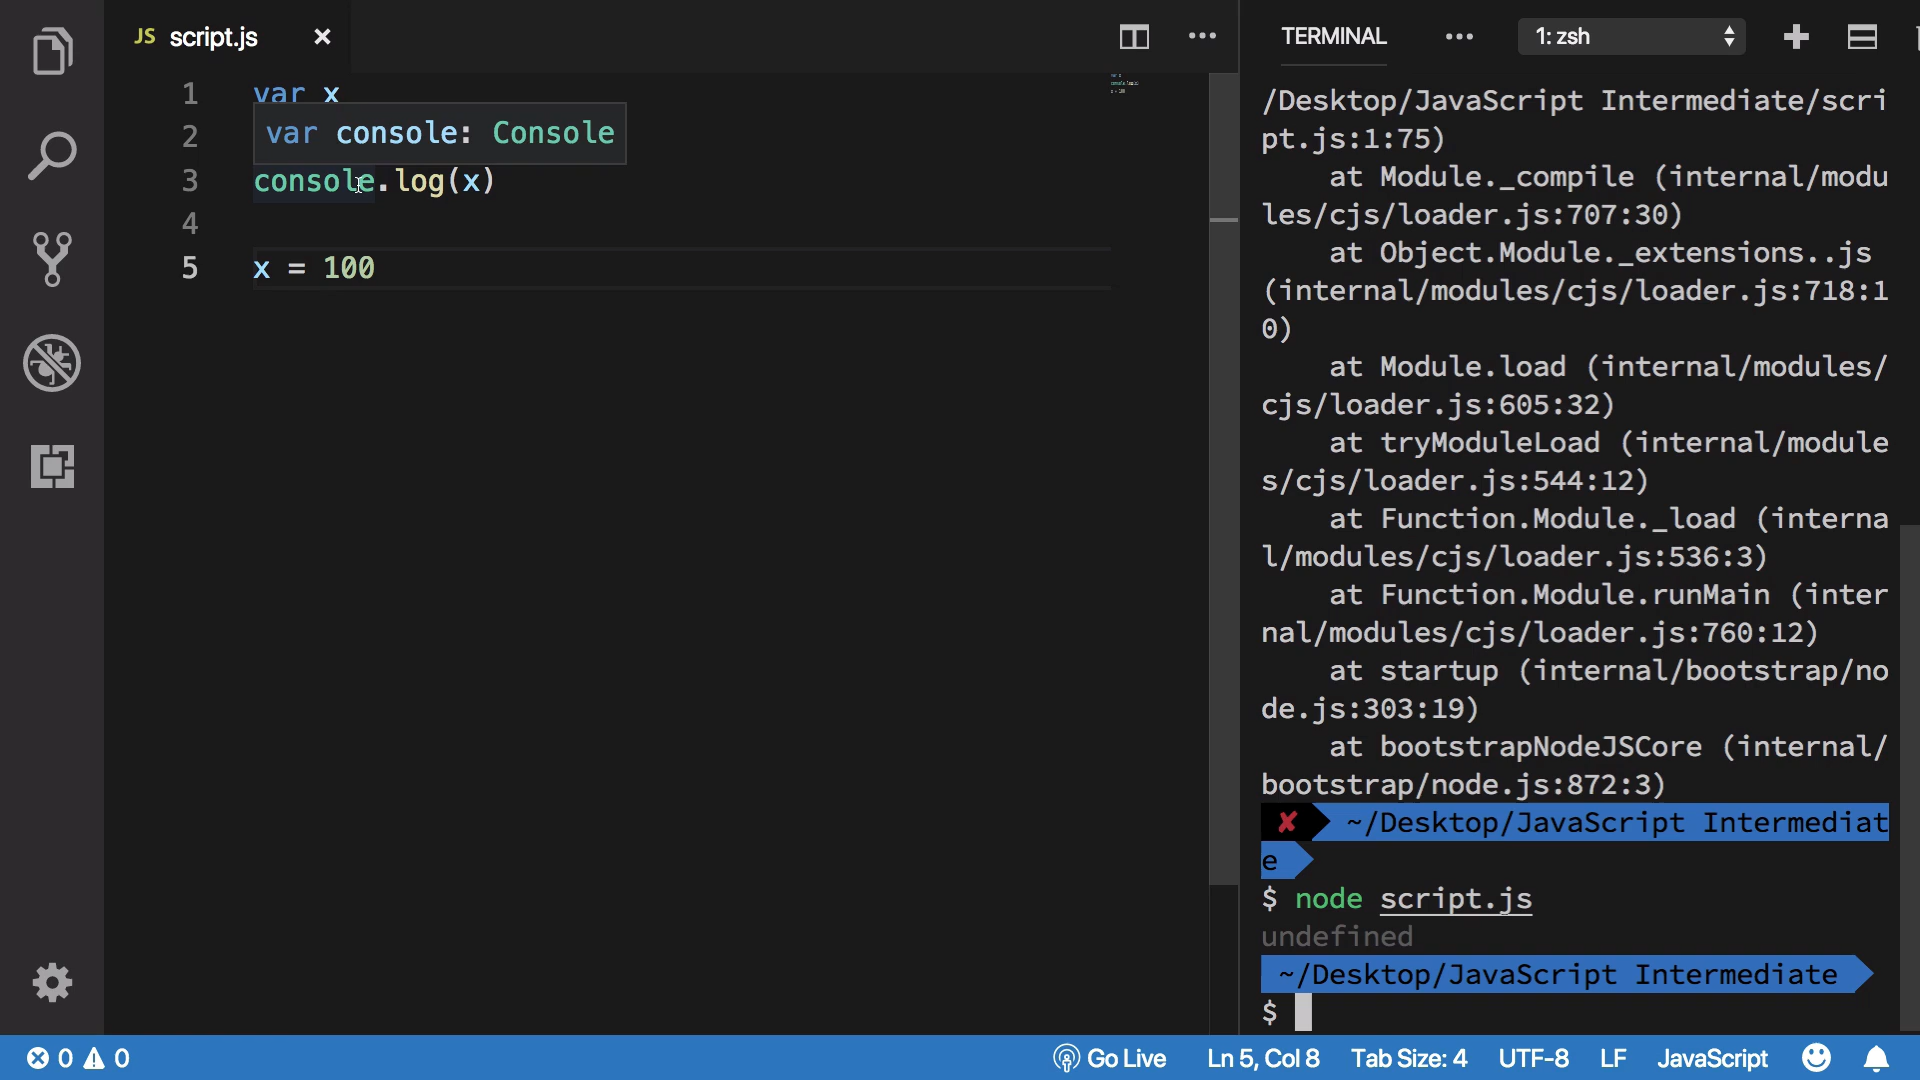 JS script.js
1 var x
2
var console: Console
3 console.log(x)
4
5 x = 100
TERMINAL
1: zsh
/Desktop/JavaScript Intermediate/scri
pt.js:1:75)
at Module._compile (internal/modu
les/cjs/loader.js:707:30)
at Object.Module._extensions..js
(internal/modules/cjs/loader.js:718:1
0)
at Module.load (internal/modules/
cjs/loader.js:605:32)
at tryModuleLoad (internal/module
s/cjs/loader.js:544:12)
at Function.Module._load (interna
l/modules/cjs/loader.js:536:3)
at Function.Module.runMain (inter
nal/modules/cjs/loader.js:760:12)
at startup (internal/bootstrap/no
de.js:303:19)
at bootstrapNodeJSCore (internal/
bootstrap/node.js:872:3)
✘ ~/Desktop/JavaScript Intermediat
e
$ node script.js
undefined
~/Desktop/JavaScript Intermediate
$
0 0 Go Live Ln 5, Col 8 Tab Size: 4 UTF-8 LF JavaScript